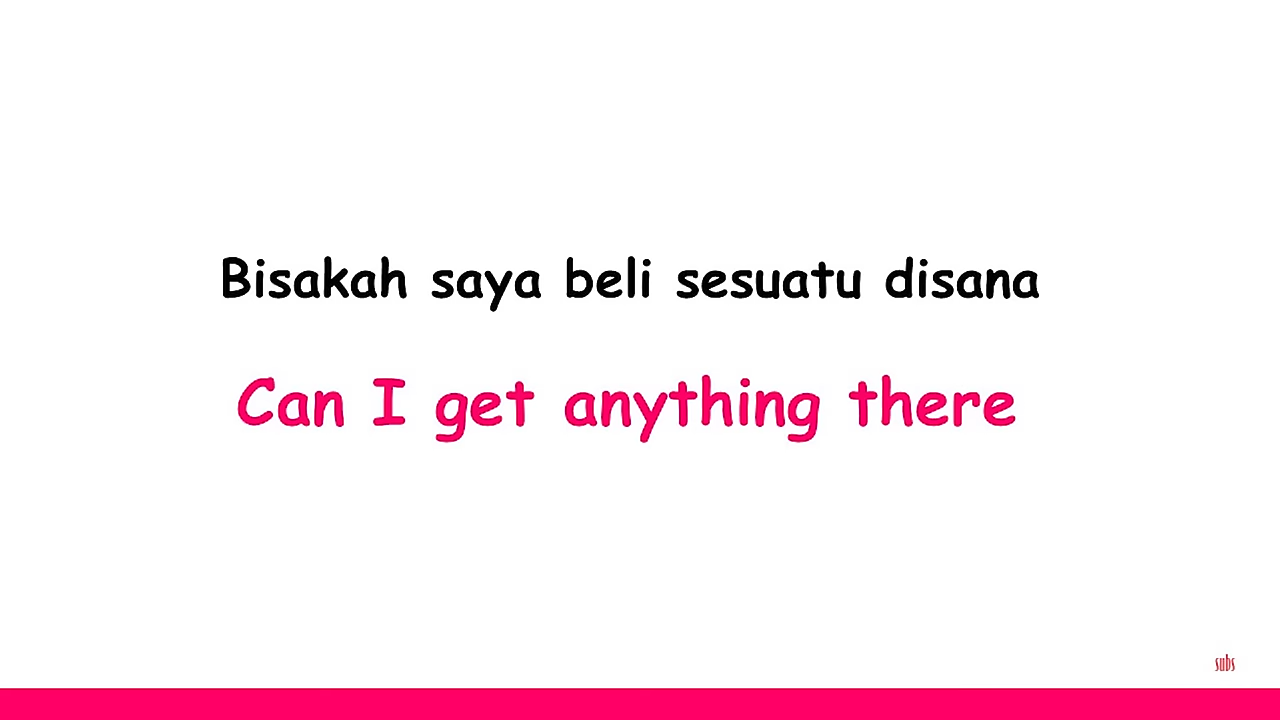 Bisakah saya beli sesuatu disana
Can I get anything there
subs